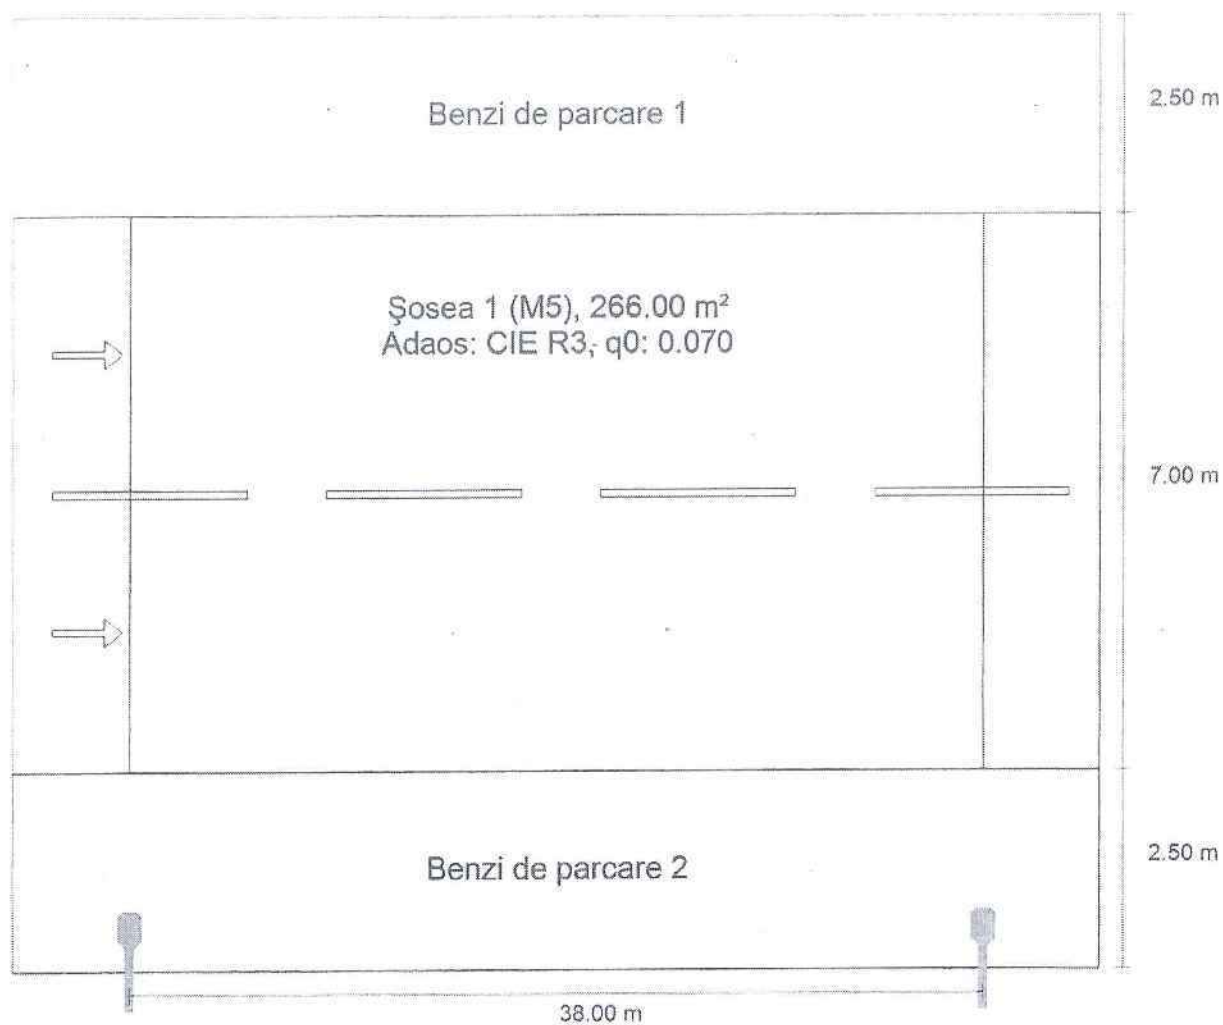 Benzi de parcare 1
2.50 m
Şosea 1 (M5), 266.00 m²
Adaos: CIE R3, q0: 0.070
7.00 m
Benzi de parcare 2
2.50 m
38.00 m